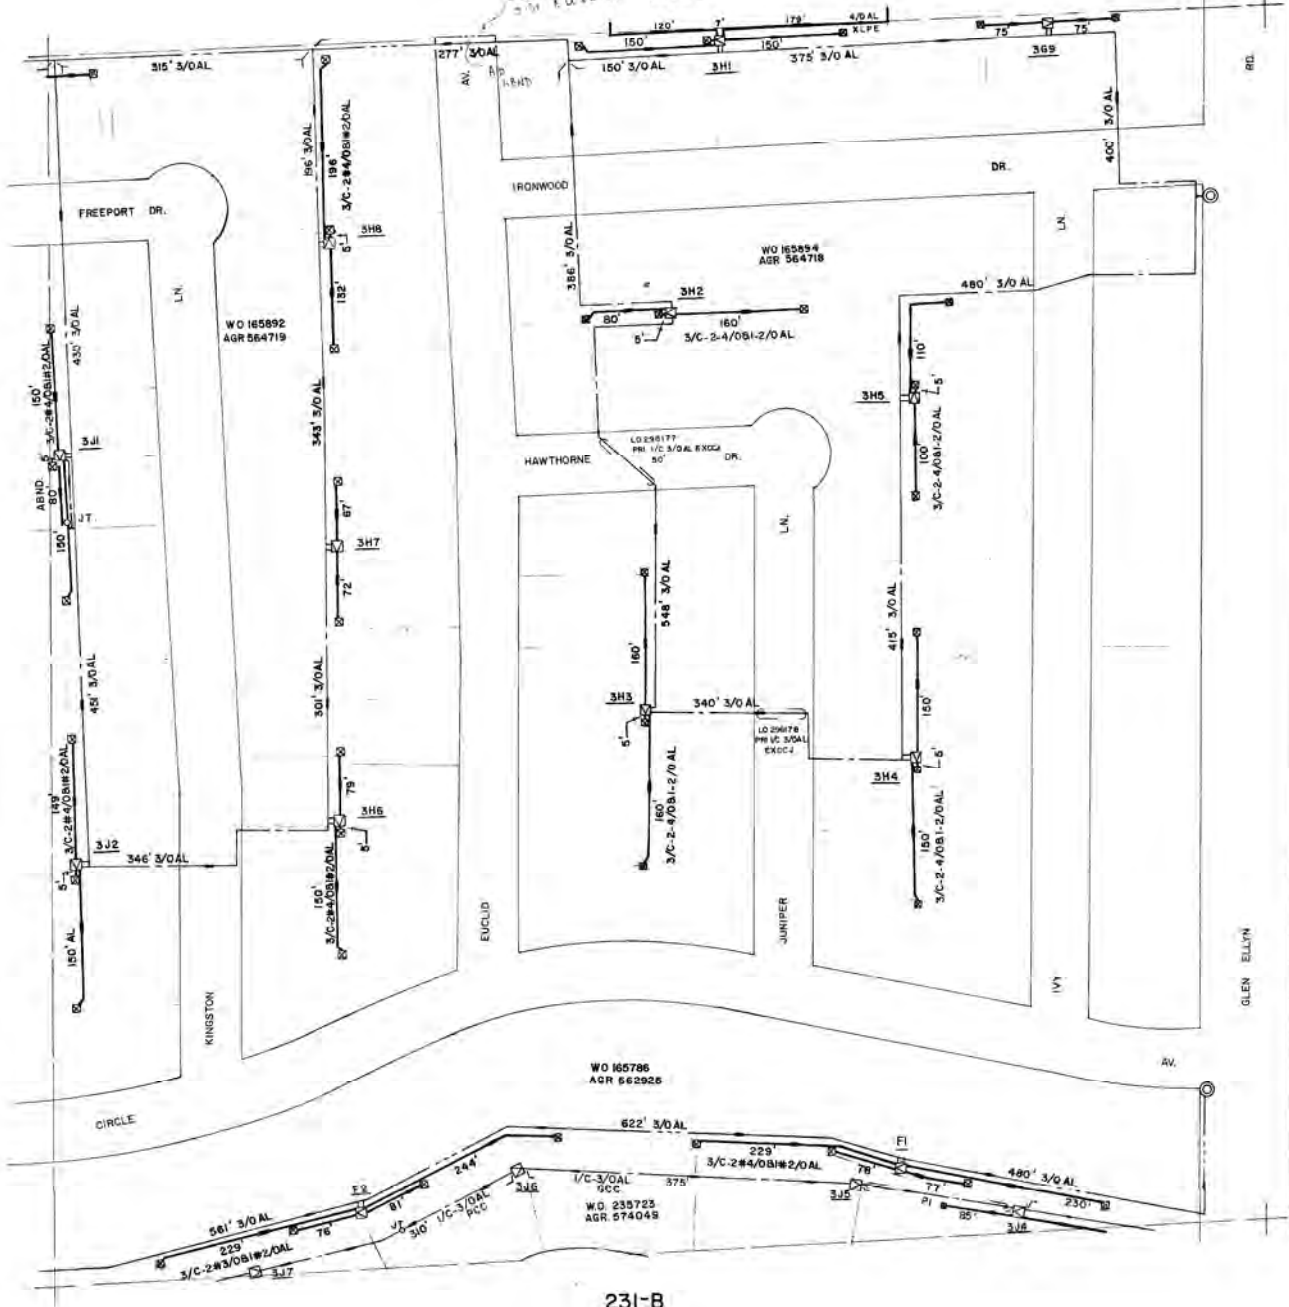 120'
7'
179'
4/0 AL
XLPE
150'
150'
75'
75'
315' 3/0AL
1277' 3/0AL
150' 3/0AL
3H1
375' 3/0AL
3G9
AV.
ABND
RD.
196' 3/0AL
196'
3/C-2#4/0&1#2/0AL
400' 3/0AL
IRONWOOD
DR.
FREEPORT DR.
3H8
5'
LN.
WO 165894
AGR 564718
386' 3/0AL
132'
LN.
3H2
480' 3/0AL
80'
160'
5'
3/C-2-4/0&1-2/0AL
WO 165892
AGR 564719
430' 3/0AL
150'
3/C-2#4/0&1#2/0AL
110'
5'
3H5
343' 3/0AL
3J1
5'
LO 296177
PRI. 1/C 3/0AL EXCCJ
50'
HAWTHORNE
DR.
100'
3/C-2-4/0&1-2/0AL
ABND.
80'
67'
JT.
LN.
150'
3H7
72'
548' 3/0AL
415' 3/0AL
160'
451' 3/0AL
301' 3/0AL
3H3
340' 3/0AL
150'
5'
LO 296178
PRI 1/C 3/0AL
EXCCJ
5'
3H4
149'
3/C-2#4/0&1#2/0AL
79'
3H6
160'
3/C-2-4/0&1-2/0AL
3J2
5'
346' 3/0AL
150'
3/C-2-4/0&1-2/0AL
5'
150'
3/C-2#4/0&1#2/0AL
150' AL
EUCLID
JUNIPER
KINGSTON
IVY
GLEN ELLYN
WO 165786
AGR 562925
AV.
CIRCLE
622' 3/0AL
F1
229'
3/C-2#4/0&1#2/0AL
244'
78'
480' 3/0AL
77'
1/C-3/0AL
375'
3J6
3J5
230'
F2
81'
P1
85'
3J4
W.O. 235723
AGR. 574049
561' 3/0AL
76'
JT
310'
1/C-3/0AL
229'
3/C-2#3/0&1#2/0AL
3J7
231-B